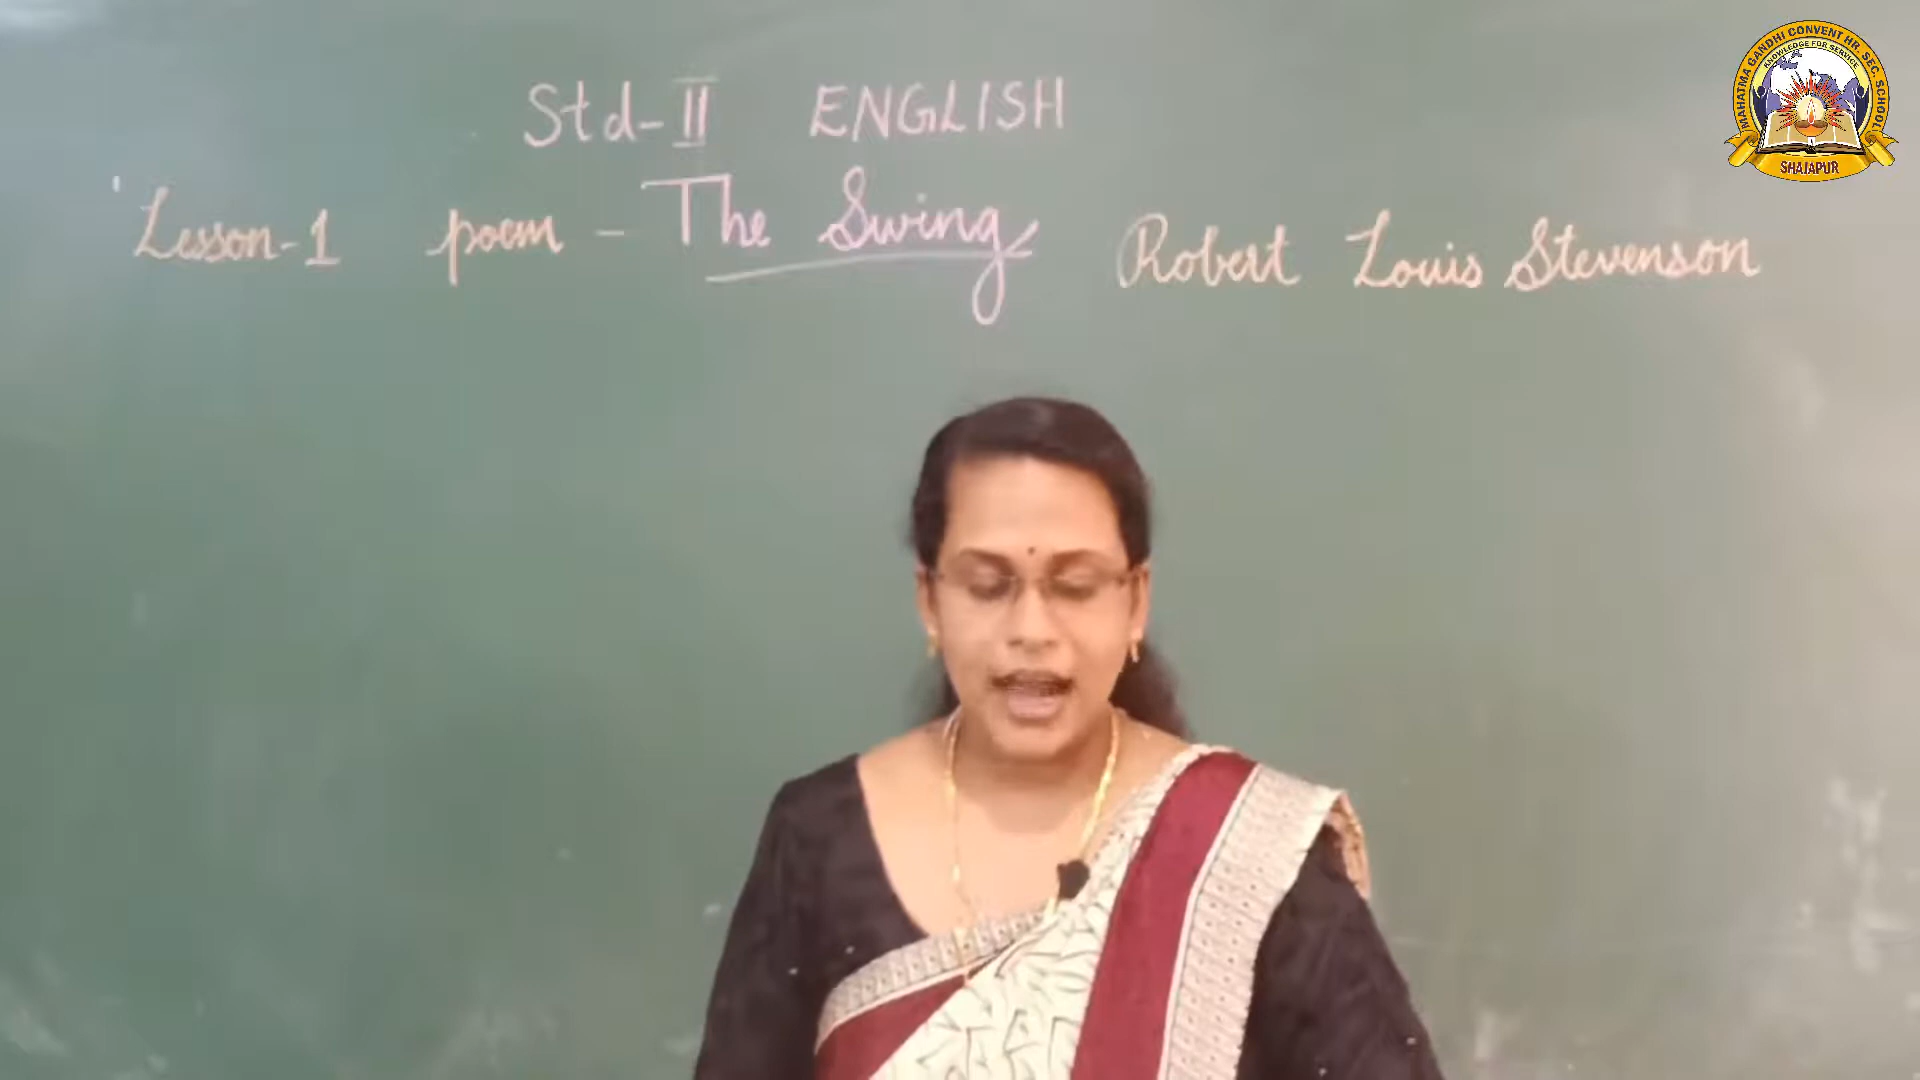 Std-II ENGLISH
Lesson-1 poem - The Swing Robert Louis Stevenson
MAHATMA GANDHI CONVENT HR. SEC. SCHOOL
KNOWLEDGE FOR SERVICE
SHAJAPUR